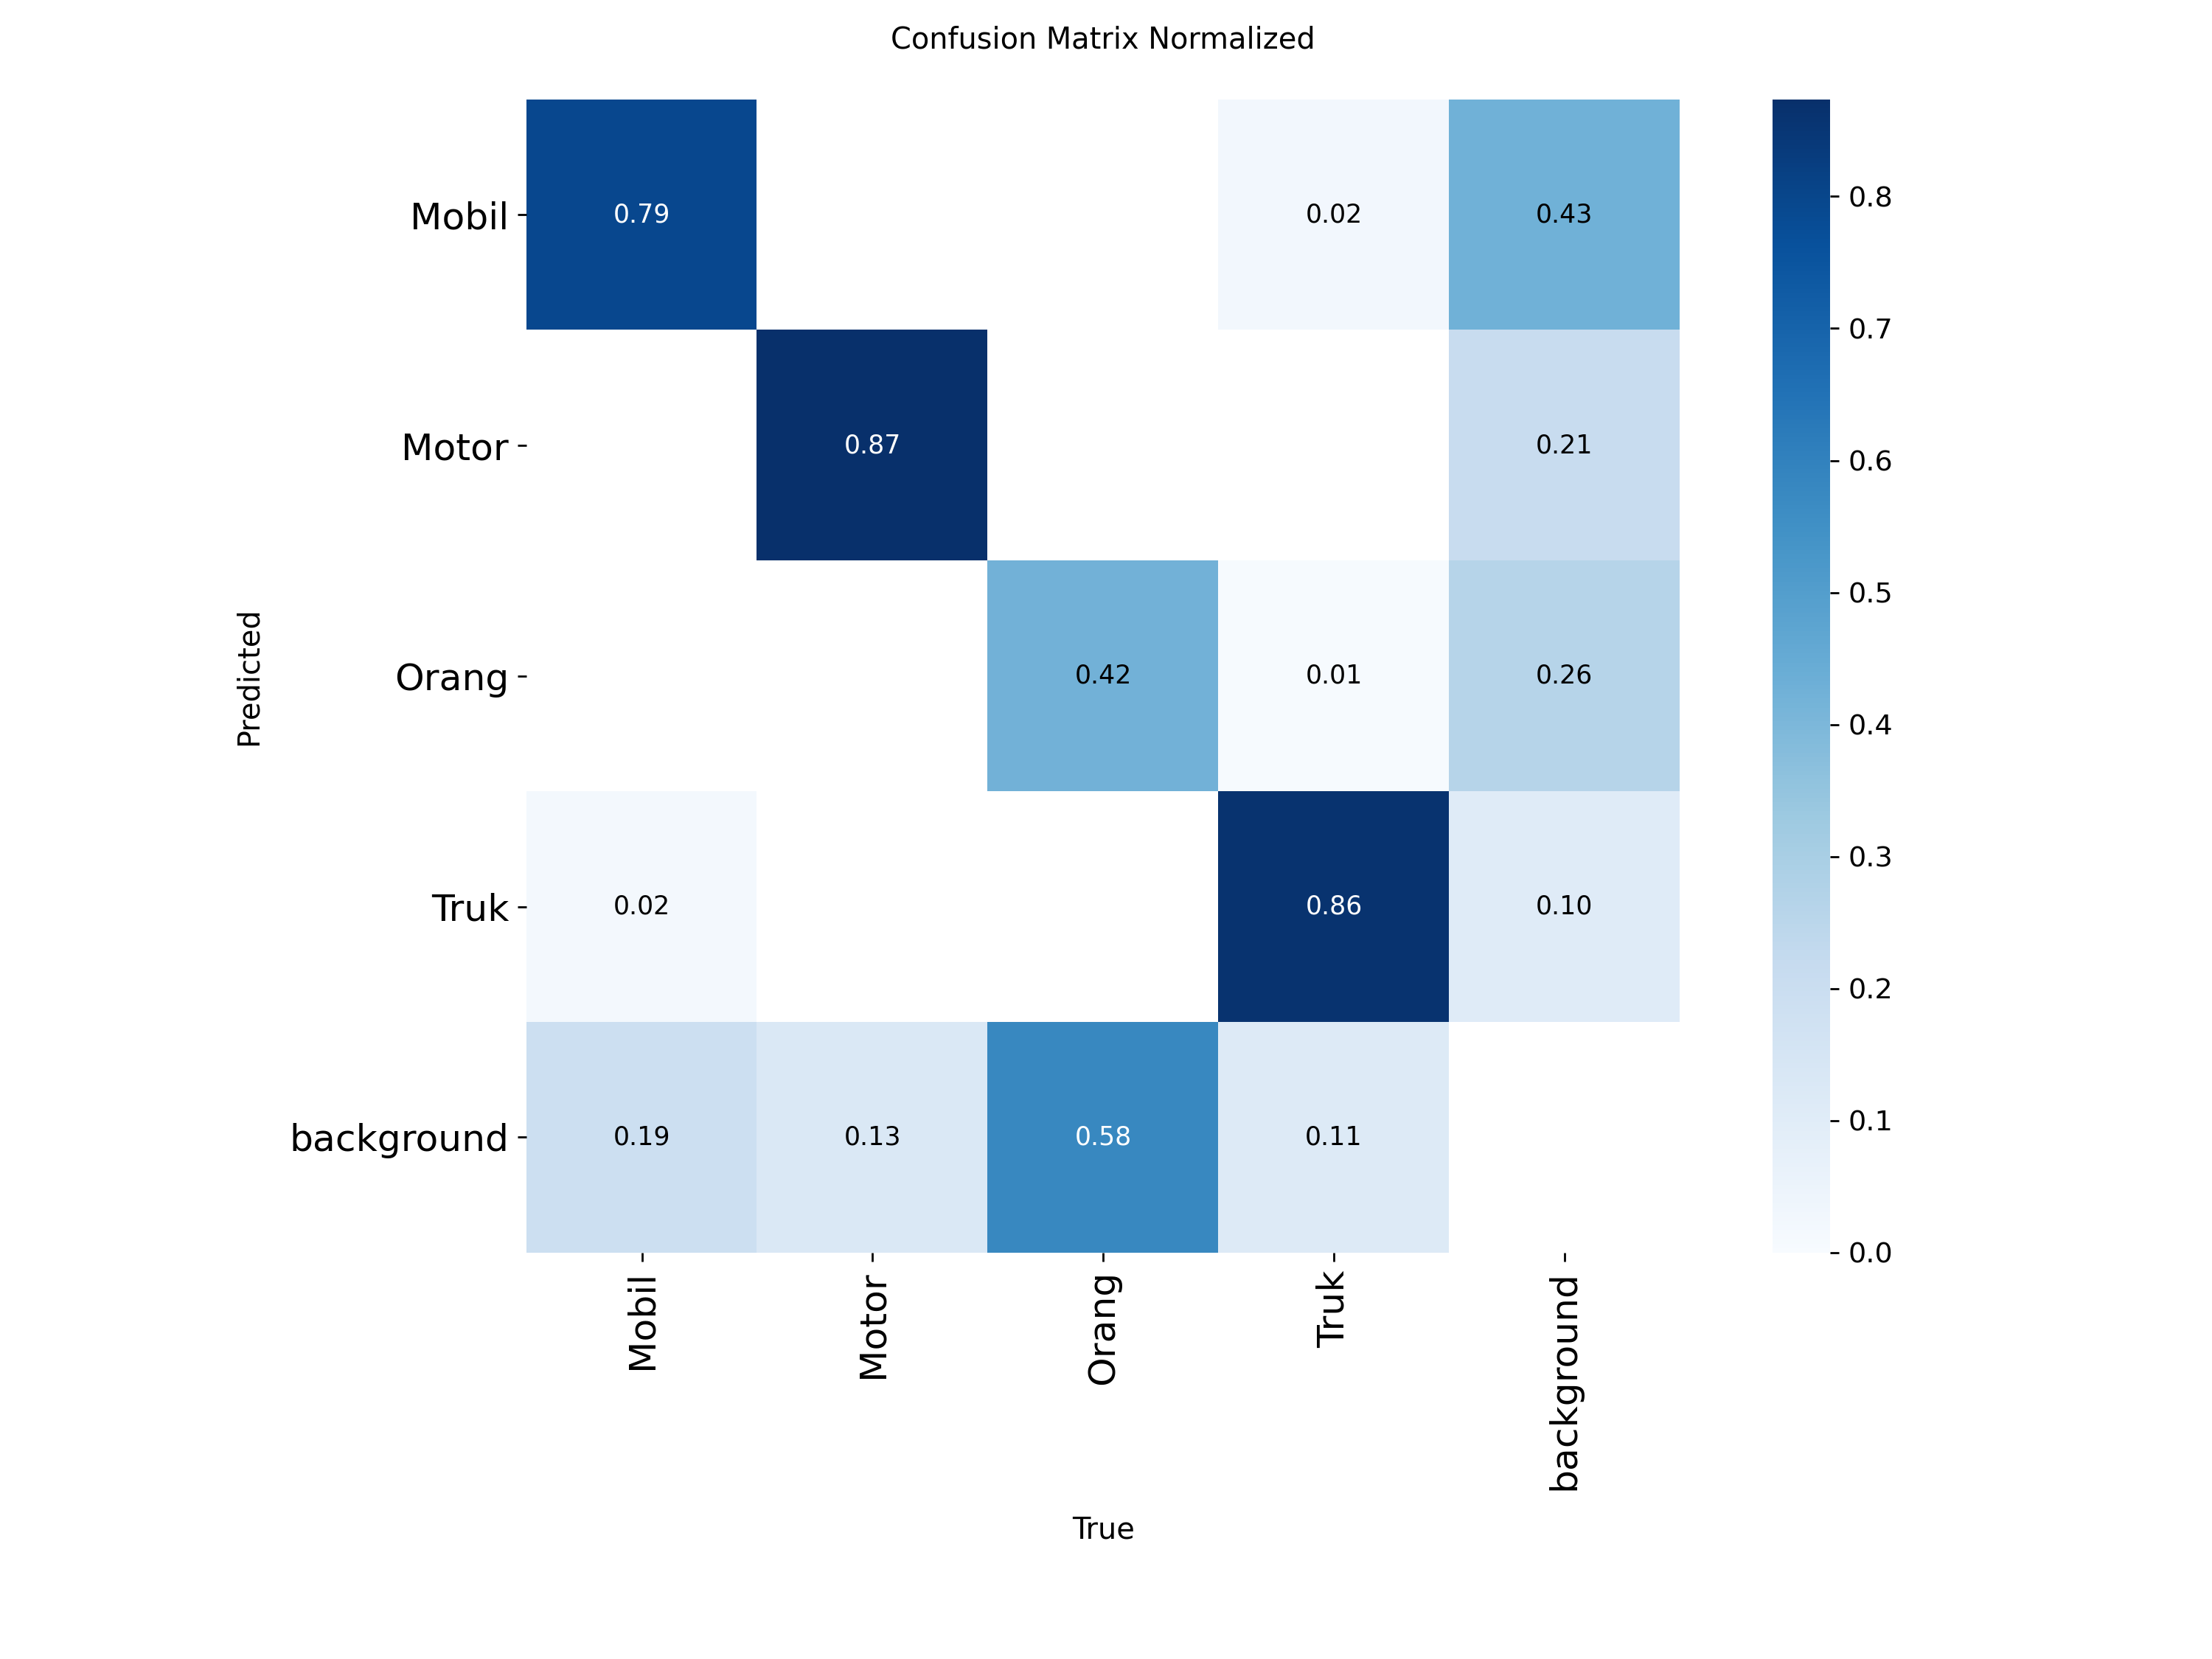 Confusion Matrix Normalized
Mobil 0.79 0.02 0.43 0.8
0.7
Motor 0.87 0.21 0.6
0.5
Predicted
Orang 0.42 0.01 0.26 0.4
0.3
Truk 0.02 0.86 0.10 0.2
0.1
background 0.19 0.13 0.58 0.11
0.0
Mobil Motor Orang Truk background
True